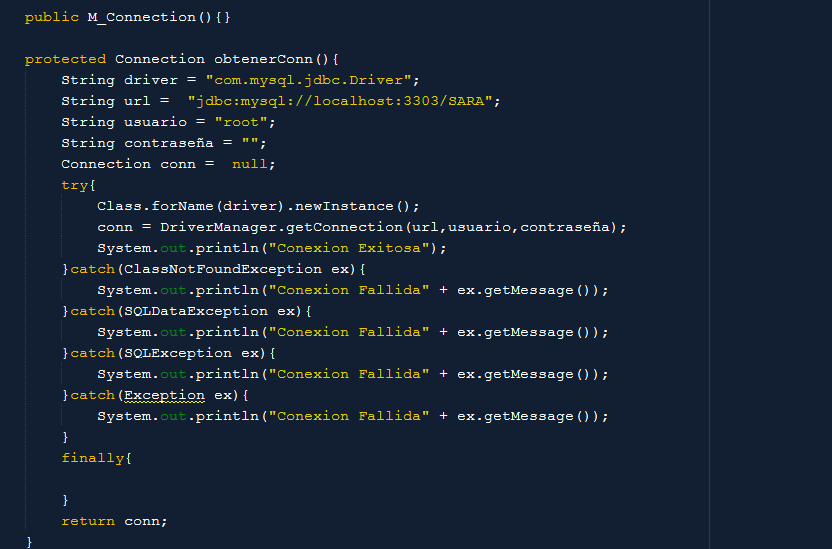 public M_Connection(){}
protected Connection obtenerConn(){
String driver = "com.mysql.jdbc.Driver";
String url =  "jdbc:mysql://localhost:3303/SARA";
String usuario = "root";
String contraseña = "";
Connection conn =  null;
try{
Class.forName(driver).newInstance();
conn = DriverManager.getConnection(url,usuario,contraseña);
System.out.println("Conexion Exitosa");
}catch(ClassNotFoundException ex){
System.out.println("Conexion Fallida" + ex.getMessage());
}catch(SQLDataException ex){
System.out.println("Conexion Fallida" + ex.getMessage());
}catch(SQLException ex){
System.out.println("Conexion Fallida" + ex.getMessage());
}catch(Exception ex){
System.out.println("Conexion Fallida" + ex.getMessage());
}
finally{
}
return conn;
}